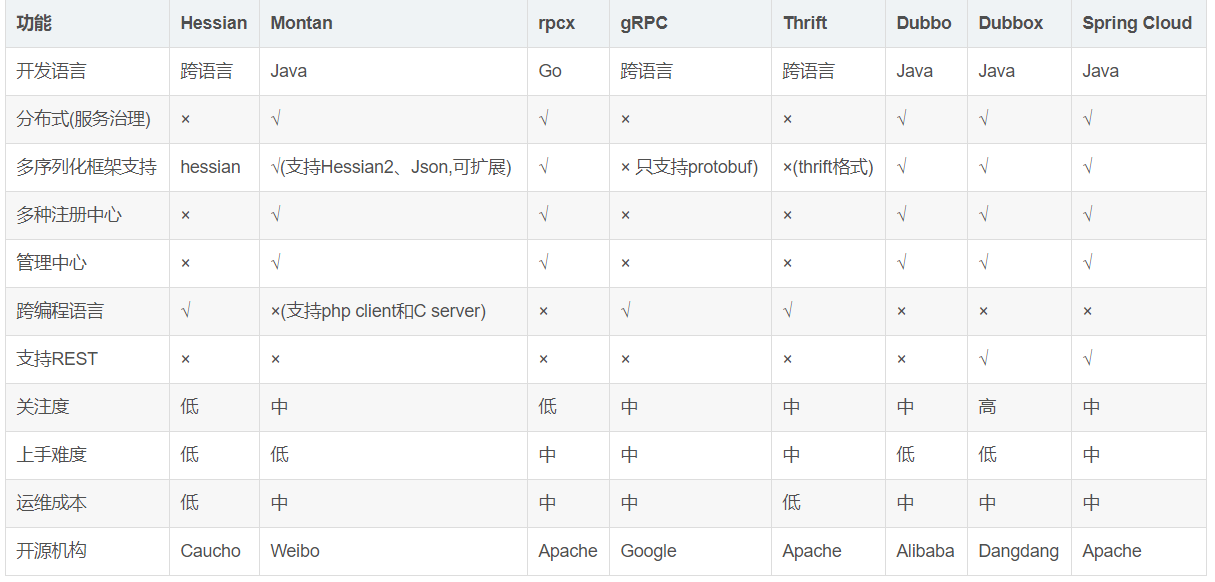 功能 Hessian Montan rpcx gRPC Thrift Dubbo Dubbox Spring Cloud
开发语言 跨语言 Java Go 跨语言 跨语言 Java Java Java
分布式(服务治理) × √ √ × × √ √ √
多序列化框架支持 hessian √(支持Hessian2、Json,可扩展) √ × 只支持protobuf) ×(thrift格式) √ √ √
多种注册中心 × √ √ × × √ √ √
管理中心 × √ √ × × √ √ √
跨编程语言 √ ×(支持php client和C server) × √ √ × × ×
支持REST × × × × × × √ √
关注度 低 中 低 中 中 中 高 中
上手难度 低 低 中 中 中 低 低 中
运维成本 低 中 中 中 低 中 中 中
开源机构 Caucho Weibo Apache Google Apache Alibaba Dangdang Apache